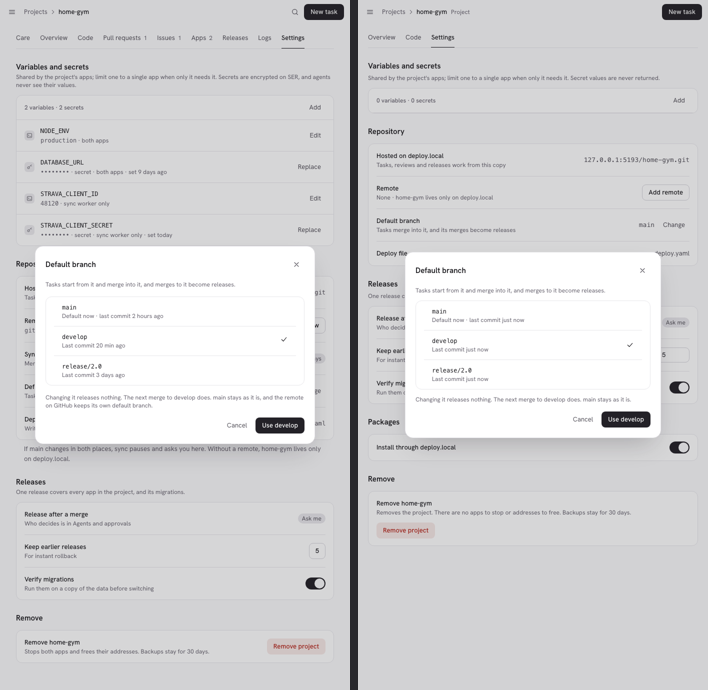 Projects > home-gym
New task
Care Overview Code Pull requests 1 Issues 1 Apps 2 Releases Logs Settings
Variables and secrets
Shared by the project's apps; limit one to a single app when only it needs it. Secrets are encrypted on SER, and agents
never see their values.
2 variables · 2 secrets Add
NODE_ENV
production · both apps
Edit
DATABASE_URL
•••••••• · secret · both apps · set 9 days ago
Replace
STRAVA_CLIENT_ID
48120 · sync worker only
Edit
STRAVA_CLIENT_SECRET
•••••••• · secret · sync worker only · set today
Replace
Default branch
Tasks start from it and merge into it, and merges to it become releases.
main
Default now · last commit 2 hours ago
develop
Last commit 20 min ago
release/2.0
Last commit 3 days ago
Changing it releases nothing. The next merge to develop does. main stays as it is, and the remote
on GitHub keeps its own default branch.
Cancel Use develop
If main changes in both places, sync pauses and asks you here. Without a remote, home-gym lives only
on deploy.local.
Releases
One release covers every app in the project, and its migrations.
Release after a merge
Who decides is in Agents and approvals
Ask me
Keep earlier releases
For instant rollback
5
Verify migrations
Run them on a copy of the data before switching
Remove
Remove home-gym
Stops both apps and frees their addresses. Backups stay for 30 days.
Remove project
Projects > home-gym Project
New task
Overview Code Settings
Variables and secrets
Shared by the project's apps; limit one to a single app when only it needs it. Secret values are never returned.
0 variables · 0 secrets Add
Repository
Hosted on deploy.local
Tasks, reviews and releases work from this copy
127.0.0.1:5193/home-gym.git
Remote
None · home-gym lives only on deploy.local
Add remote
Default branch
Tasks merge into it, and its merges become releases
main Change
Deploy file
deploy.yaml
Releases
One release c
Ask me
Default branch
Tasks start from it and merge into it, and merges to it become releases.
main
Default now · last commit just now
develop
Last commit just now
release/2.0
Last commit just now
Changing it releases nothing. The next merge to develop does. main stays as it is.
Cancel Use develop
Packages
Install through deploy.local
Remove
Remove home-gym
Removes the project. There are no apps to stop or addresses to free. Backups stay for 30 days.
Remove project